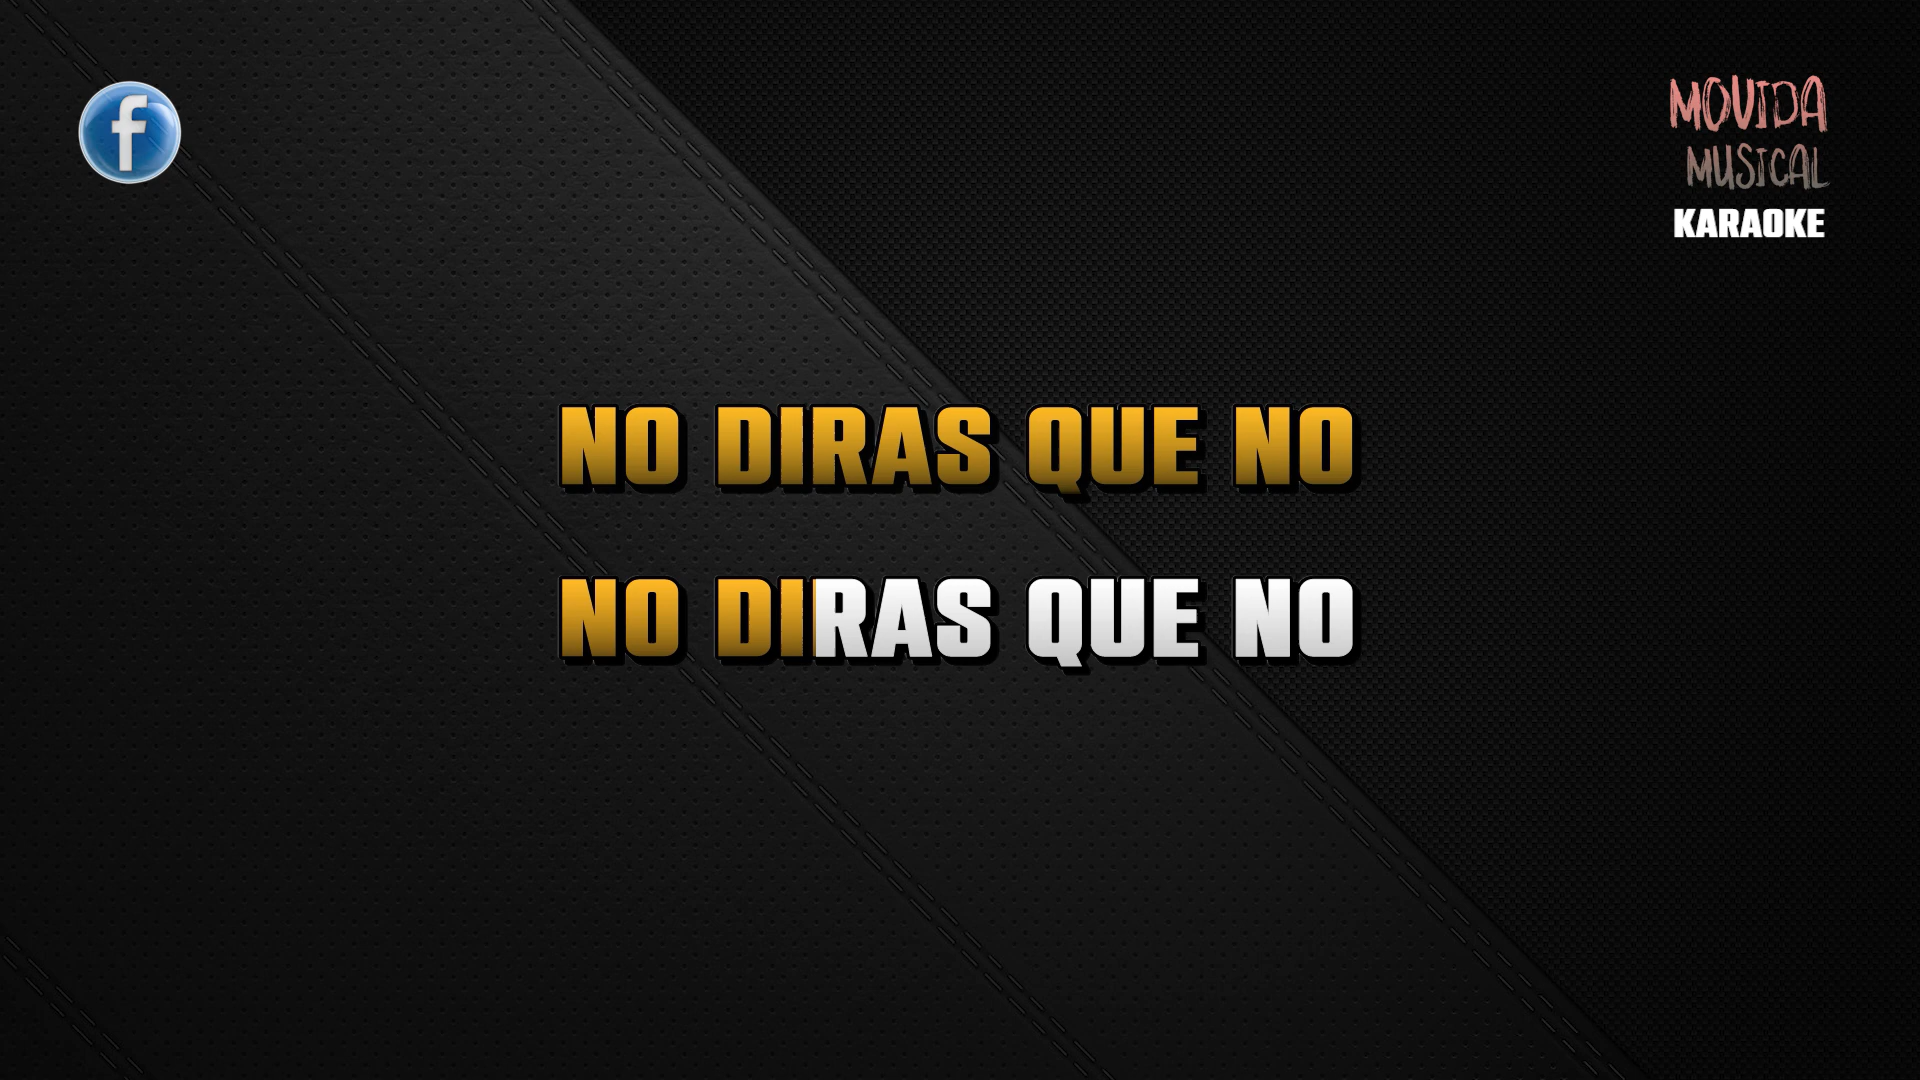 f
MOVIDA
MUSICAL
KARAOKE
NO DIRAS QUE NO
NO DIRAS QUE NO